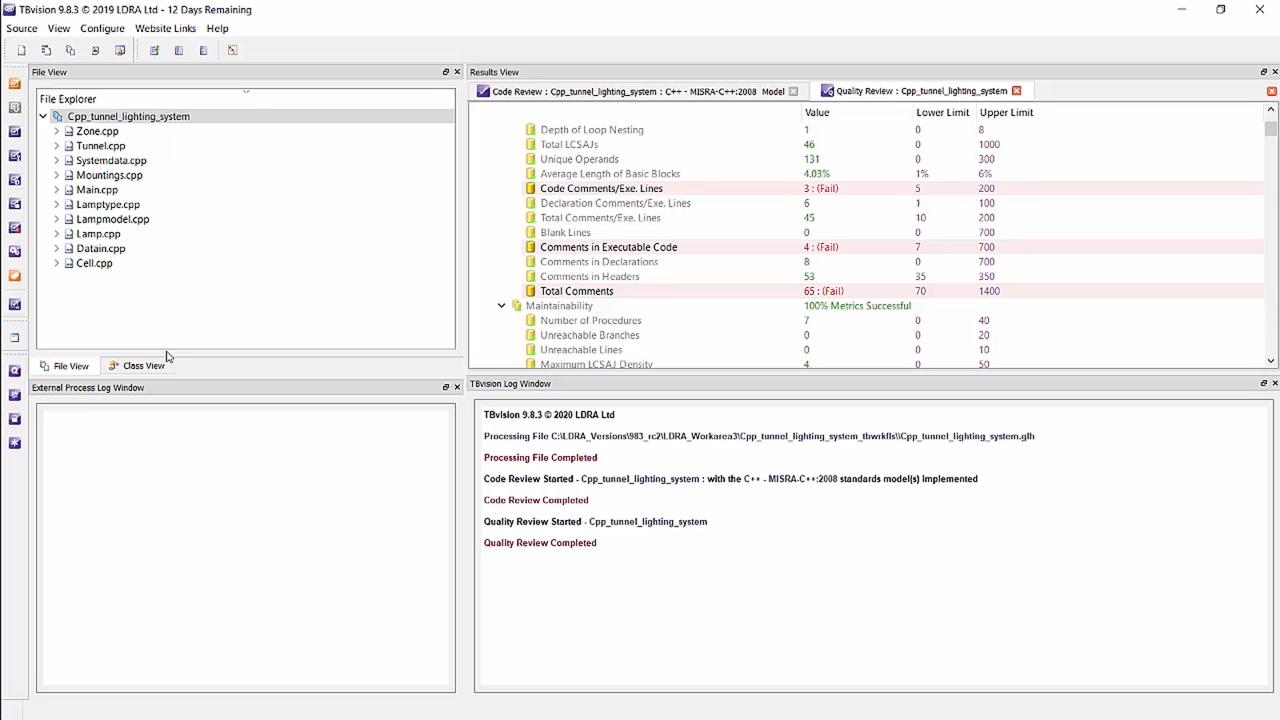 TBvision 9.8.3 © 2019 LDRA Ltd - 12 Days Remaining
Source View Configure Website Links Help
File View
File Explorer
Cpp_tunnel_lighting_system
Zone.cpp
Tunnel.cpp
Systemdata.cpp
Mountings.cpp
Main.cpp
Lamptype.cpp
Lampmodel.cpp
Lamp.cpp
Datain.cpp
Cell.cpp
File View Class View
Results View
Code Review : Cpp_tunnel_lighting_system : C++ - MISRA-C++:2008 Model
Quality Review : Cpp_tunnel_lighting_system
Value Lower Limit Upper Limit
Depth of Loop Nesting 1 0 8
Total LCSAJs 46 0 1000
Unique Operands 131 0 300
Average Length of Basic Blocks 4.03% 1% 6%
Code Comments/Exe. Lines 3 : (Fail) 5 200
Declaration Comments/Exe. Lines 6 1 100
Total Comments/Exe. Lines 45 10 200
Blank Lines 0 0 700
Comments in Executable Code 4 : (Fail) 7 700
Comments in Declarations 8 0 700
Comments in Headers 53 35 350
Total Comments 65 : (Fail) 70 1400
Maintainability 100% Metrics Successful
Number of Procedures 7 0 40
Unreachable Branches 0 0 20
Unreachable Lines 0 0 10
Maximum LCSAJ Density 4 0 50
External Process Log Window
TBvision Log Window
TBvision 9.8.3 © 2020 LDRA Ltd
Processing File C:\LDRA_Versions\983_rc2\LDRA_Workarea3\Cpp_tunnel_lighting_system_tbwrkfls\\Cpp_tunnel_lighting_system.glh
Processing File Completed
Code Review Started - Cpp_tunnel_lighting_system : with the C++ - MISRA-C++:2008 standards model(s) implemented
Code Review Completed
Quality Review Started - Cpp_tunnel_lighting_system
Quality Review Completed